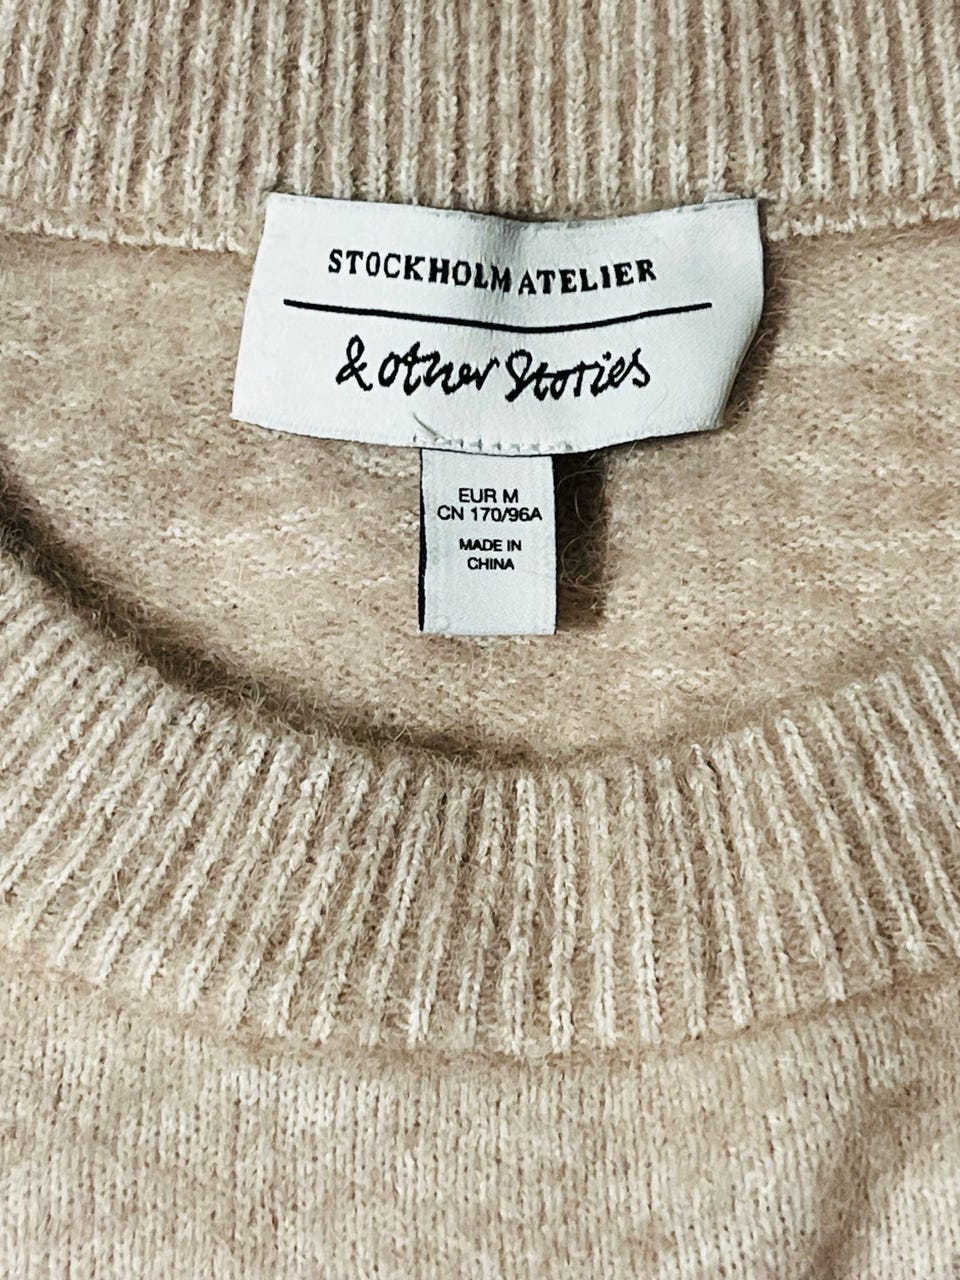 STOCKHOLM ATELIER
& other Stories
EUR M
CN 170/96A
MADE IN
CHINA